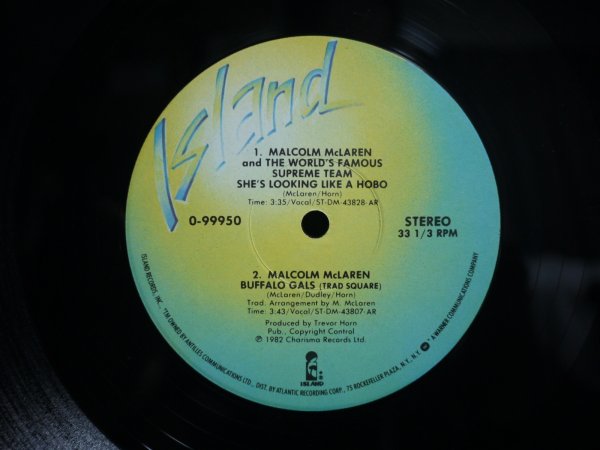 Island
1. MALCOLM McLAREN
and THE WORLD'S FAMOUS
SUPREME TEAM
SHE'S LOOKING LIKE A HOBO
(McLaren/Horn)
Time: 3:35/Vocal/ST-DM-43828-AR
0-99950
STEREO
33 1/3 RPM
2. MALCOLM McLAREN
BUFFALO GALS (TRAD SQUARE)
(McLaren/Dudley/Horn)
Trad. Arrangement by M. McLaren
Time: 3:43/Vocal/ST-DM-43807-AR
Produced by Trevor Horn
Pub., Copyright Control
℗ 1982 Charisma Records Ltd.
ISLAND
ISLAND RECORDS, INC., ™M.OWNED BY ANTILLES COMMUNICATIONS LTD., DIST. BY ATLANTIC RECORDING CORP., 75 ROCKEFELLER PLAZA, N.Y., N.Y. A WARNER COMMUNICATIONS COMPANY